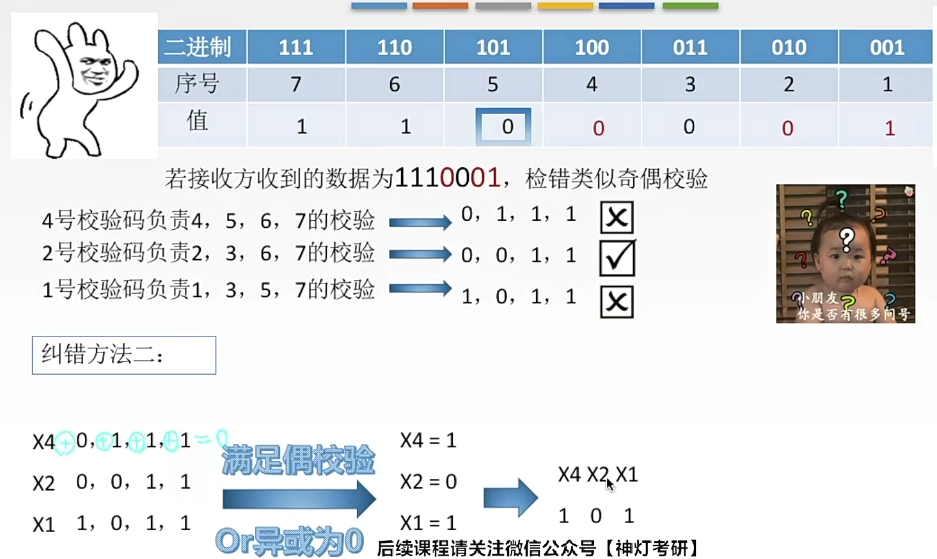 二进制 111 110 101 100 011 010 001
序号 7 6 5 4 3 2 1
值 1 1 0 0 0 0 1
若接收方收到的数据为1110001，检错类似奇偶校验
4号校验码负责4，5，6，7的校验 0，1，1，1
2号校验码负责2，3，6，7的校验 0，0，1，1
1号校验码负责1，3，5，7的校验 1，0，1，1
小朋友
你是否有很多问号
纠错方法二：
X4 + 0, + 1, + 1, + 1 = 0
X2 0，0，1，1
X1 1，0，1，1
满足偶校验
Or异或为0
X4 = 1
X2 = 0
X1 = 1
X4 X2 X1
1 0 1
后续课程请关注微信公众号【神灯考研】